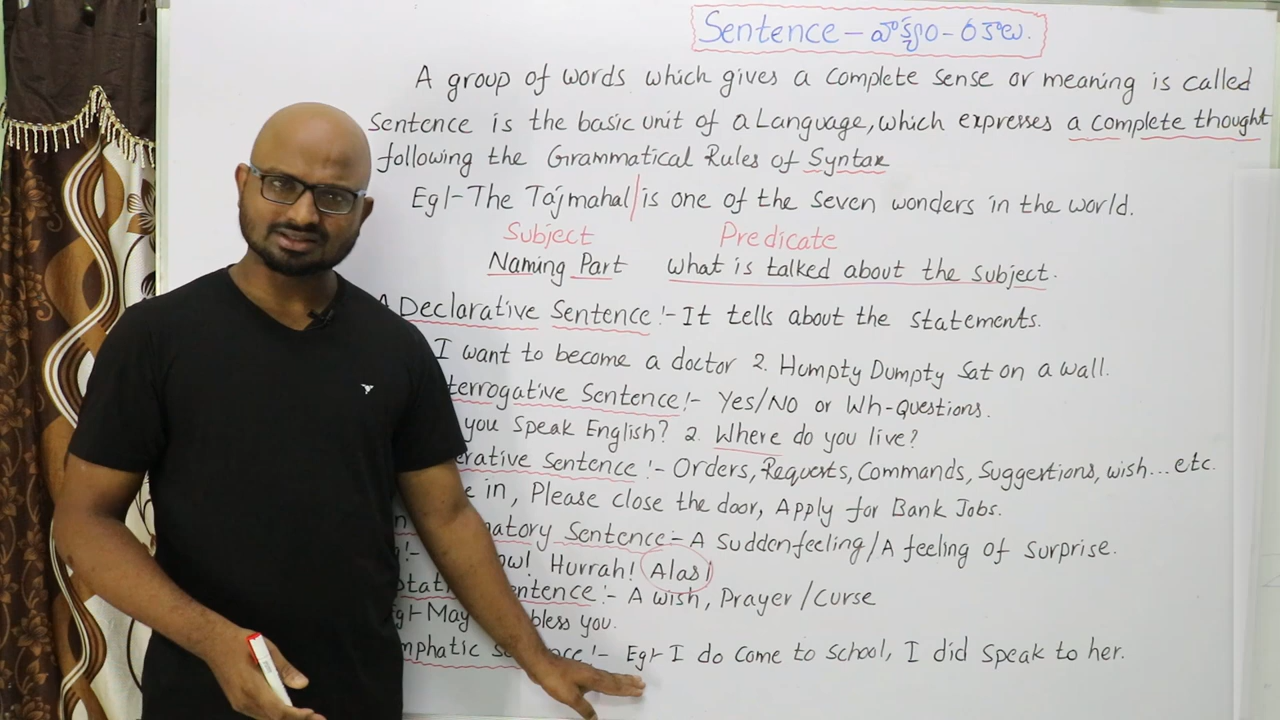 Sentence – వాక్యం - రకాలు.
A group of words which gives a complete sense or meaning is called
Sentence is the basic unit of a Language, which expresses a complete thought
following the Grammatical Rules of Syntax
Eg!- The Tajmahal/is one of the Seven wonders in the world.
Subject Predicate
Naming Part What is talked about the subject.
A Declarative Sentence!- It tells about the statements.
I want to become a doctor 2. Humpty Dumpty Sat on a wall.
terrogative Sentence!- Yes/NO or Wh-Questions.
you Speak English? 2. Where do you live?
erative Sentence!- Orders, Requests, Commands, Suggestions, wish... etc.
e in, Please close the door, Apply for Bank Jobs.
n matory Sentence:- A Sudden feeling/A feeling of surprise.
!- ow! Hurrah! Alas!
ptati entence!- A wish, Prayer/Curse
Eg!- May bless you.
mphatic S nce!- Eg!- I do come to School, I did speak to her.